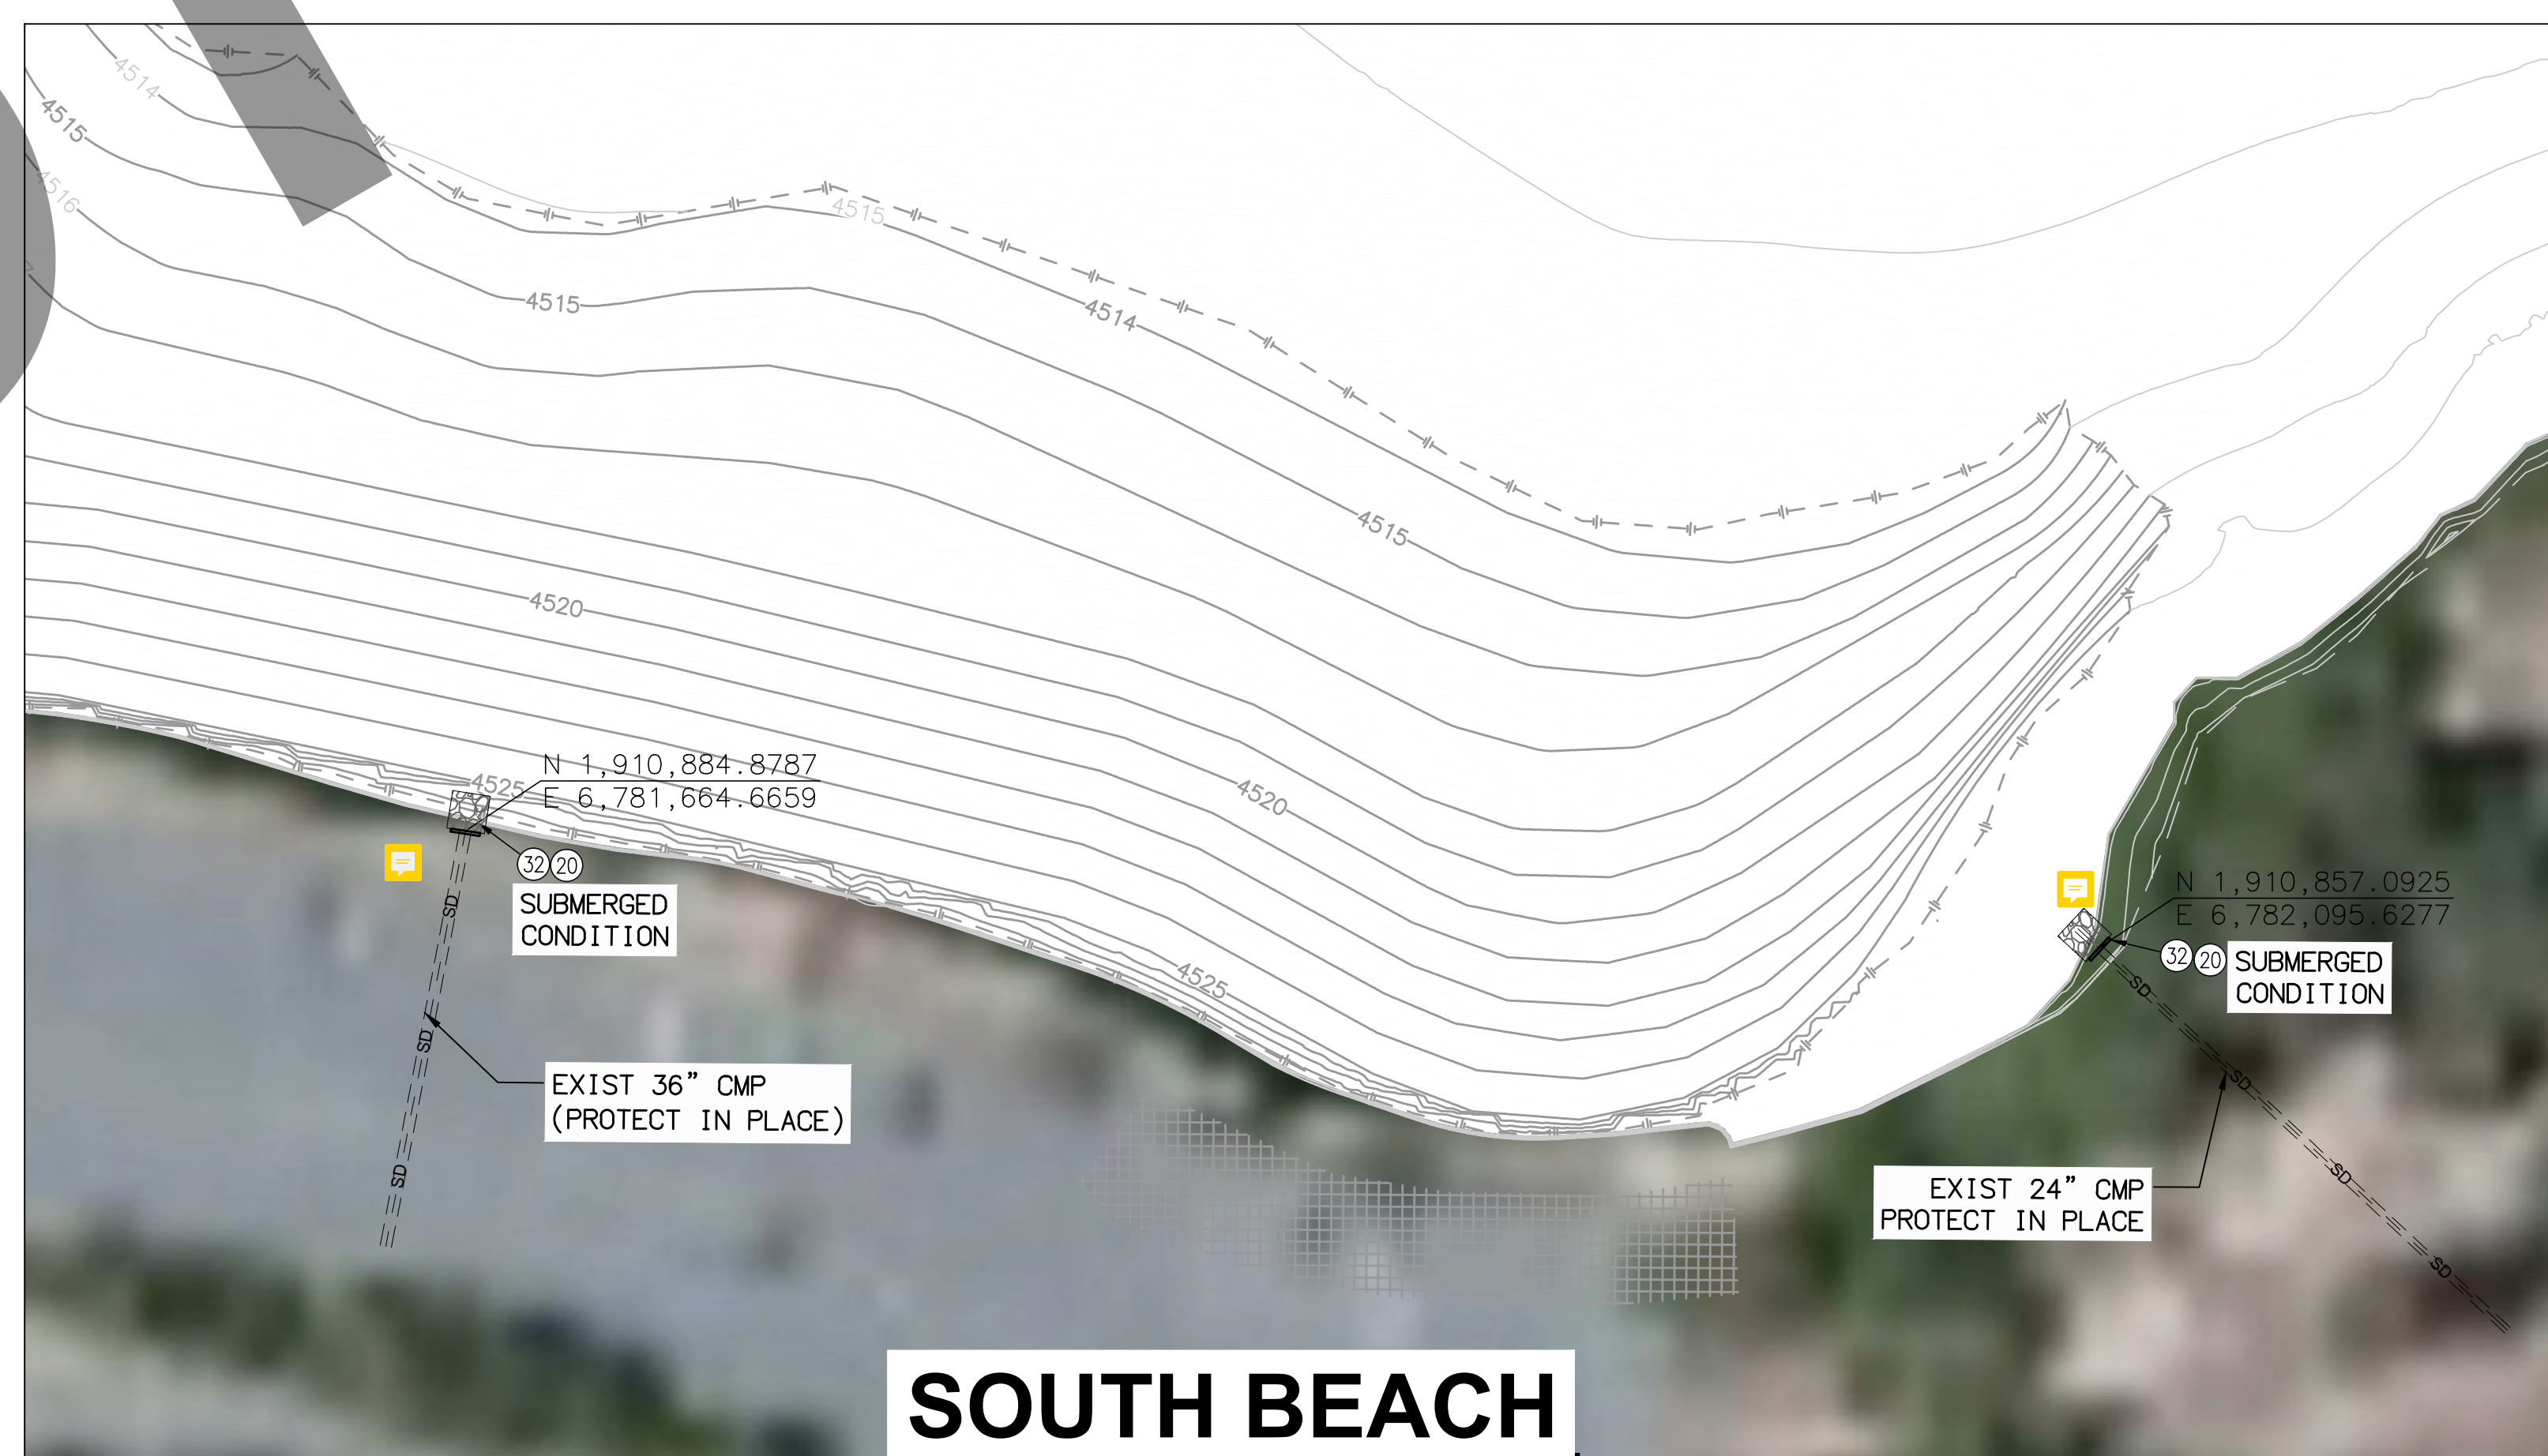 4514
4515
4516
4515
4515
4514
4515
4520
4520
N 1,910,884.8787
4525
E 6,781,664.6659
32 20
SUBMERGED
CONDITION
SD
SD
SD
EXIST 36” CMP
(PROTECT IN PLACE)
4525
N 1,910,857.0925
E 6,782,095.6277
32 20
SUBMERGED
CONDITION
SD
SD
SD
SD
EXIST 24” CMP
PROTECT IN PLACE
SOUTH BEACH